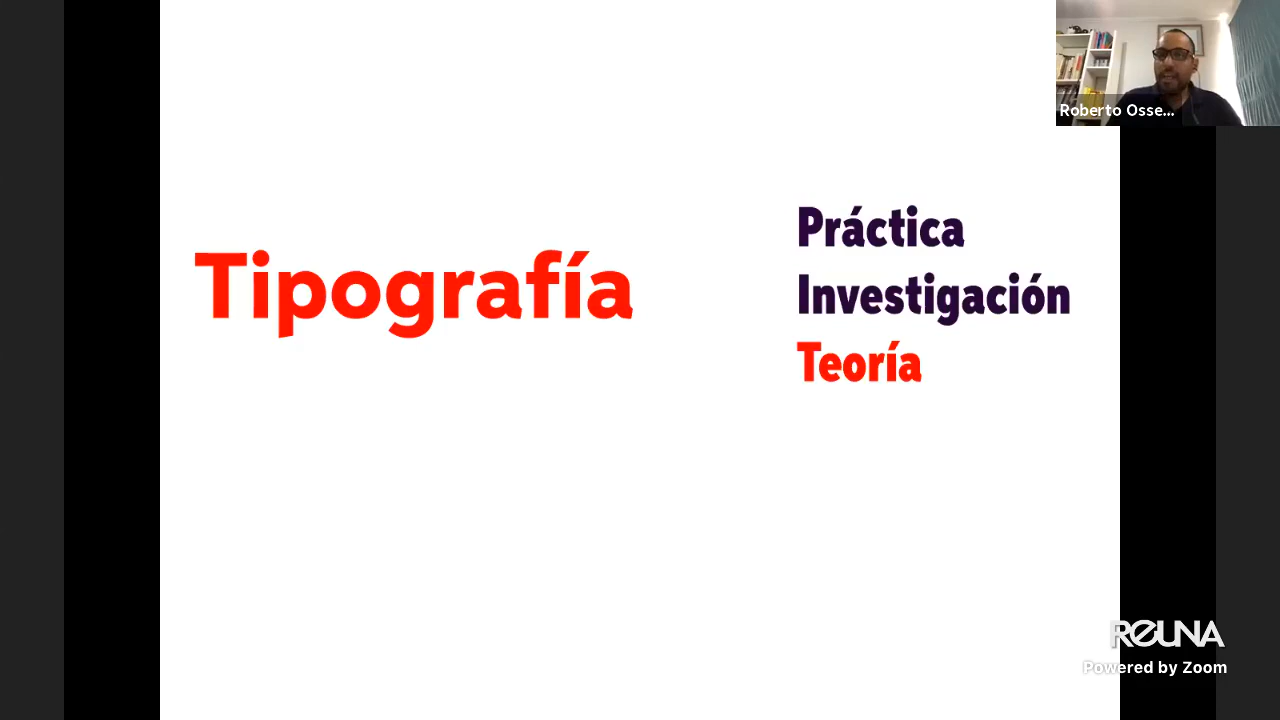 Roberto Osse...
Tipografía
Práctica
Investigación
Teoría
REUNA
Powered by Zoom